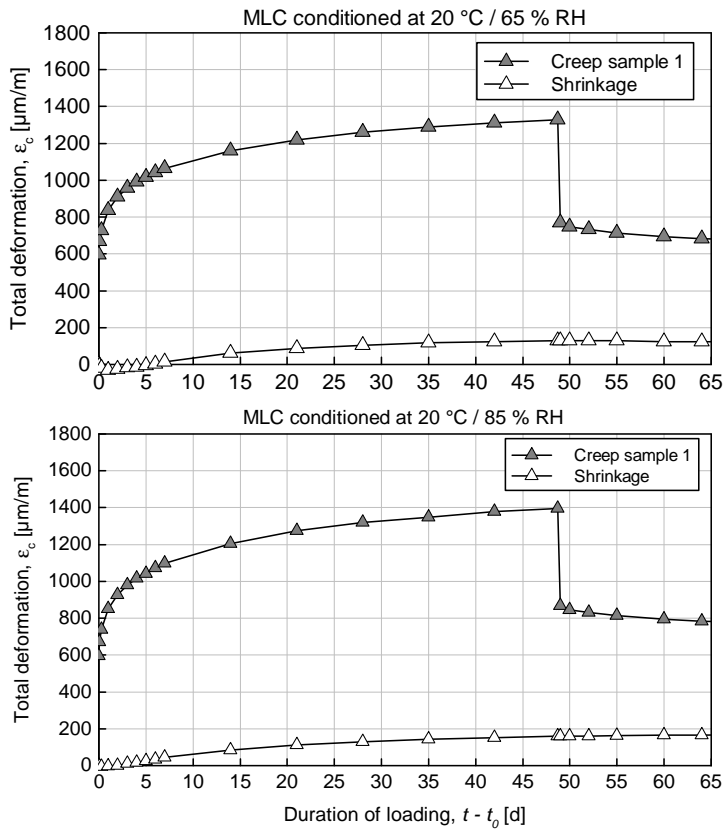 MLC conditioned at 20 °C / 65 % RH
Total deformation, ε_c [µm/m]
1800
1600
1400
1200
1000
800
600
400
200
0
Creep sample 1
Shrinkage
0 5 10 15 20 25 30 35 40 45 50 55 60 65
MLC conditioned at 20 °C / 85 % RH
Total deformation, ε_c [µm/m]
1800
1600
1400
1200
1000
800
600
400
200
0
Creep sample 1
Shrinkage
0 5 10 15 20 25 30 35 40 45 50 55 60 65
Duration of loading, t - t_0 [d]